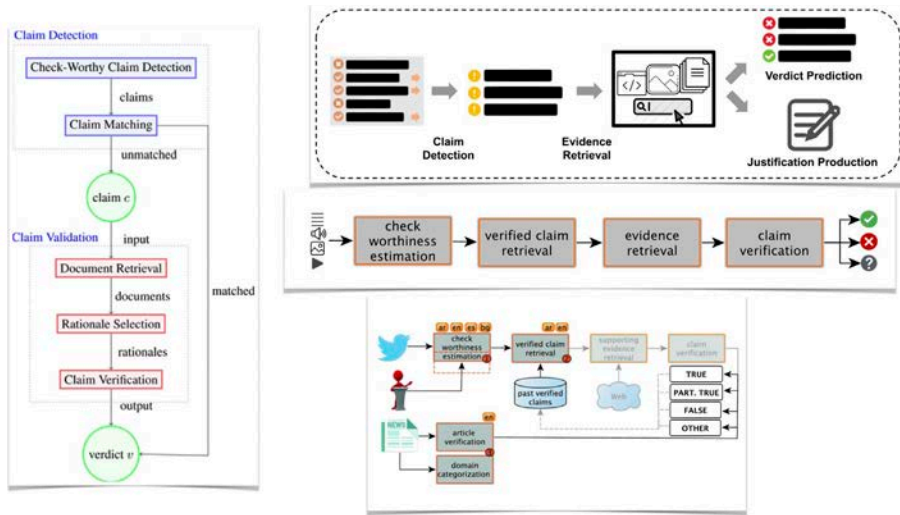 Claim Detection
Check-Worthy Claim Detection
claims
Claim Matching
unmatched
claim c
Claim Validation
input
Document Retrieval
documents
matched
Rationale Selection
rationales
Claim Verification
output
verdict v
Claim
Detection
Evidence
Retrieval
Verdict Prediction
Justification Production
check
worthiness
estimation
verified claim
retrieval
evidence
retrieval
claim
verification
ar en es bg
check
worthiness
estimation
ar en
verified claim
retrieval
supporting
evidence
retrieval
claim
verification
past verified
claims
Web
TRUE
PART. TRUE
FALSE
OTHER
NEWS
en
article
verification
domain
categorization